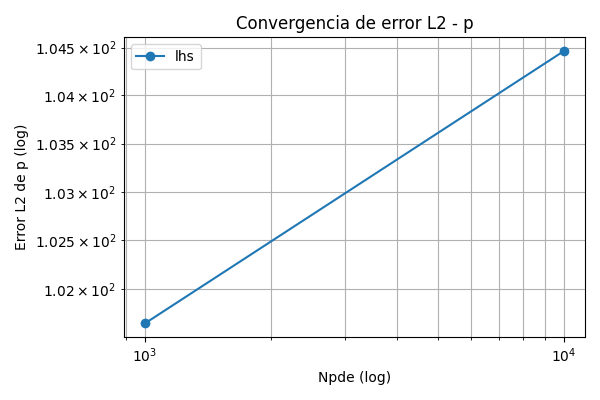 Convergencia de error L2 - p
lhs
Error L2 de p (log)
1.045 × 10²
1.04 × 10²
1.035 × 10²
1.03 × 10²
1.025 × 10²
1.02 × 10²
10³
10⁴
Npde (log)